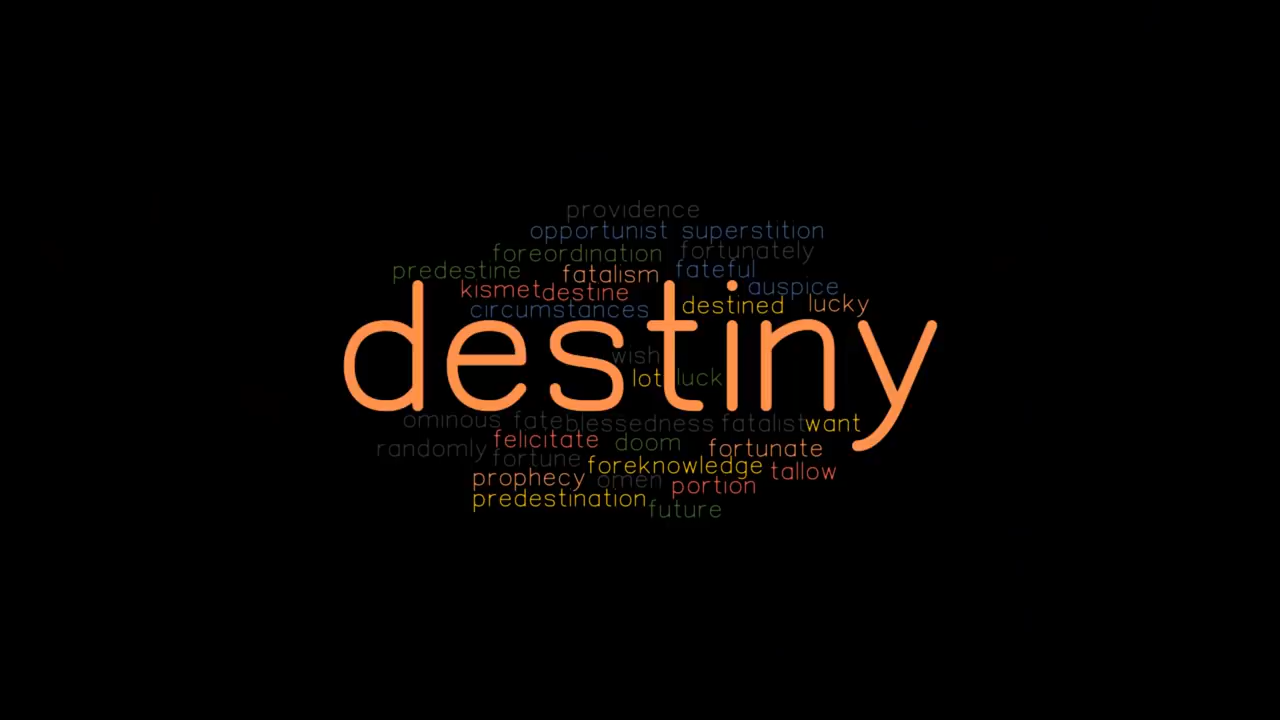 providence
opportunist superstition
foreordination fortunately
predestine fatalism fateful
kismet destine auspice
circumstances destined lucky
destiny
wish
lot luck
ominous fate blessedness fatalist want
randomly felicitate doom fortunate
fortune foreknowledge tallow
prophecy omen portion
predestination future